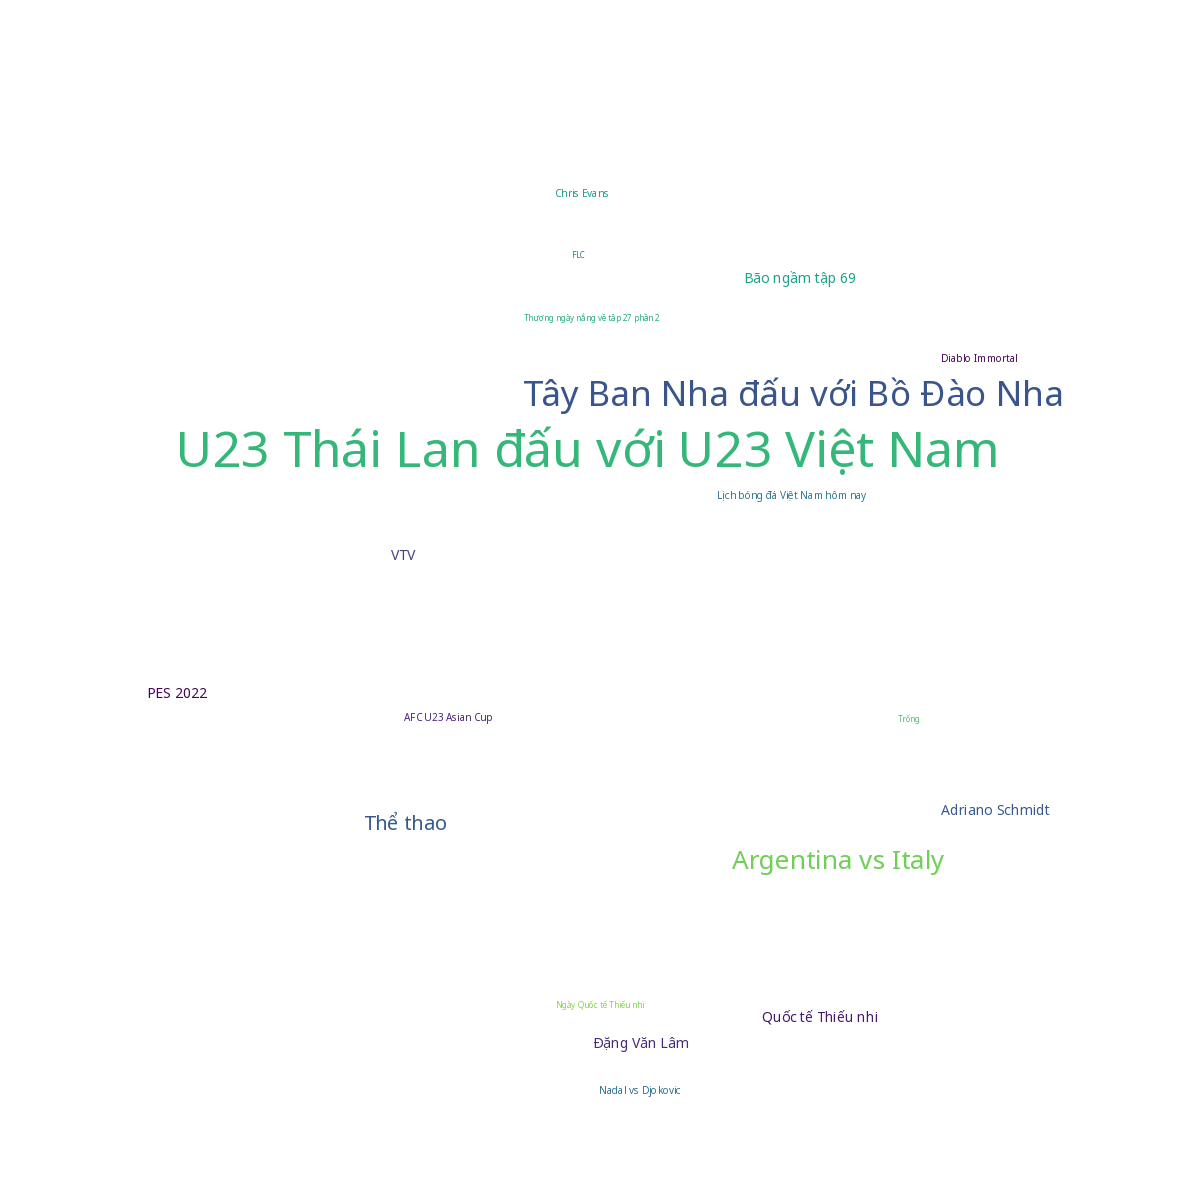 Chris Evans
FLC
Bão ngầm tập 69
Thương ngày nắng về tập 27 phần 2
Diablo Immortal
Tây Ban Nha đấu với Bồ Đào Nha
U23 Thái Lan đấu với U23 Việt Nam
Lịch bóng đá Việt Nam hôm nay
VTV
PES 2022
AFC U23 Asian Cup
Trống
Thể thao
Adriano Schmidt
Argentina vs Italy
Ngày Quốc tế Thiếu nhi
Quốc tế Thiếu nhi
Đặng Văn Lâm
Nadal vs Djokovic